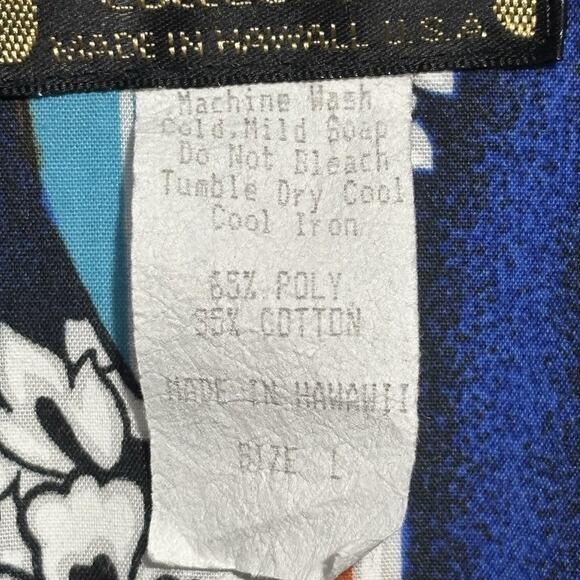 MADE IN HAWAII, U.S.A
Machine Wash
Cold.Mild Soap
Do Not Bleach
Tumble Dry Cool
Cool Iron
65% POLY
35% COTTON
MADE IN HAWAII
SIZE L